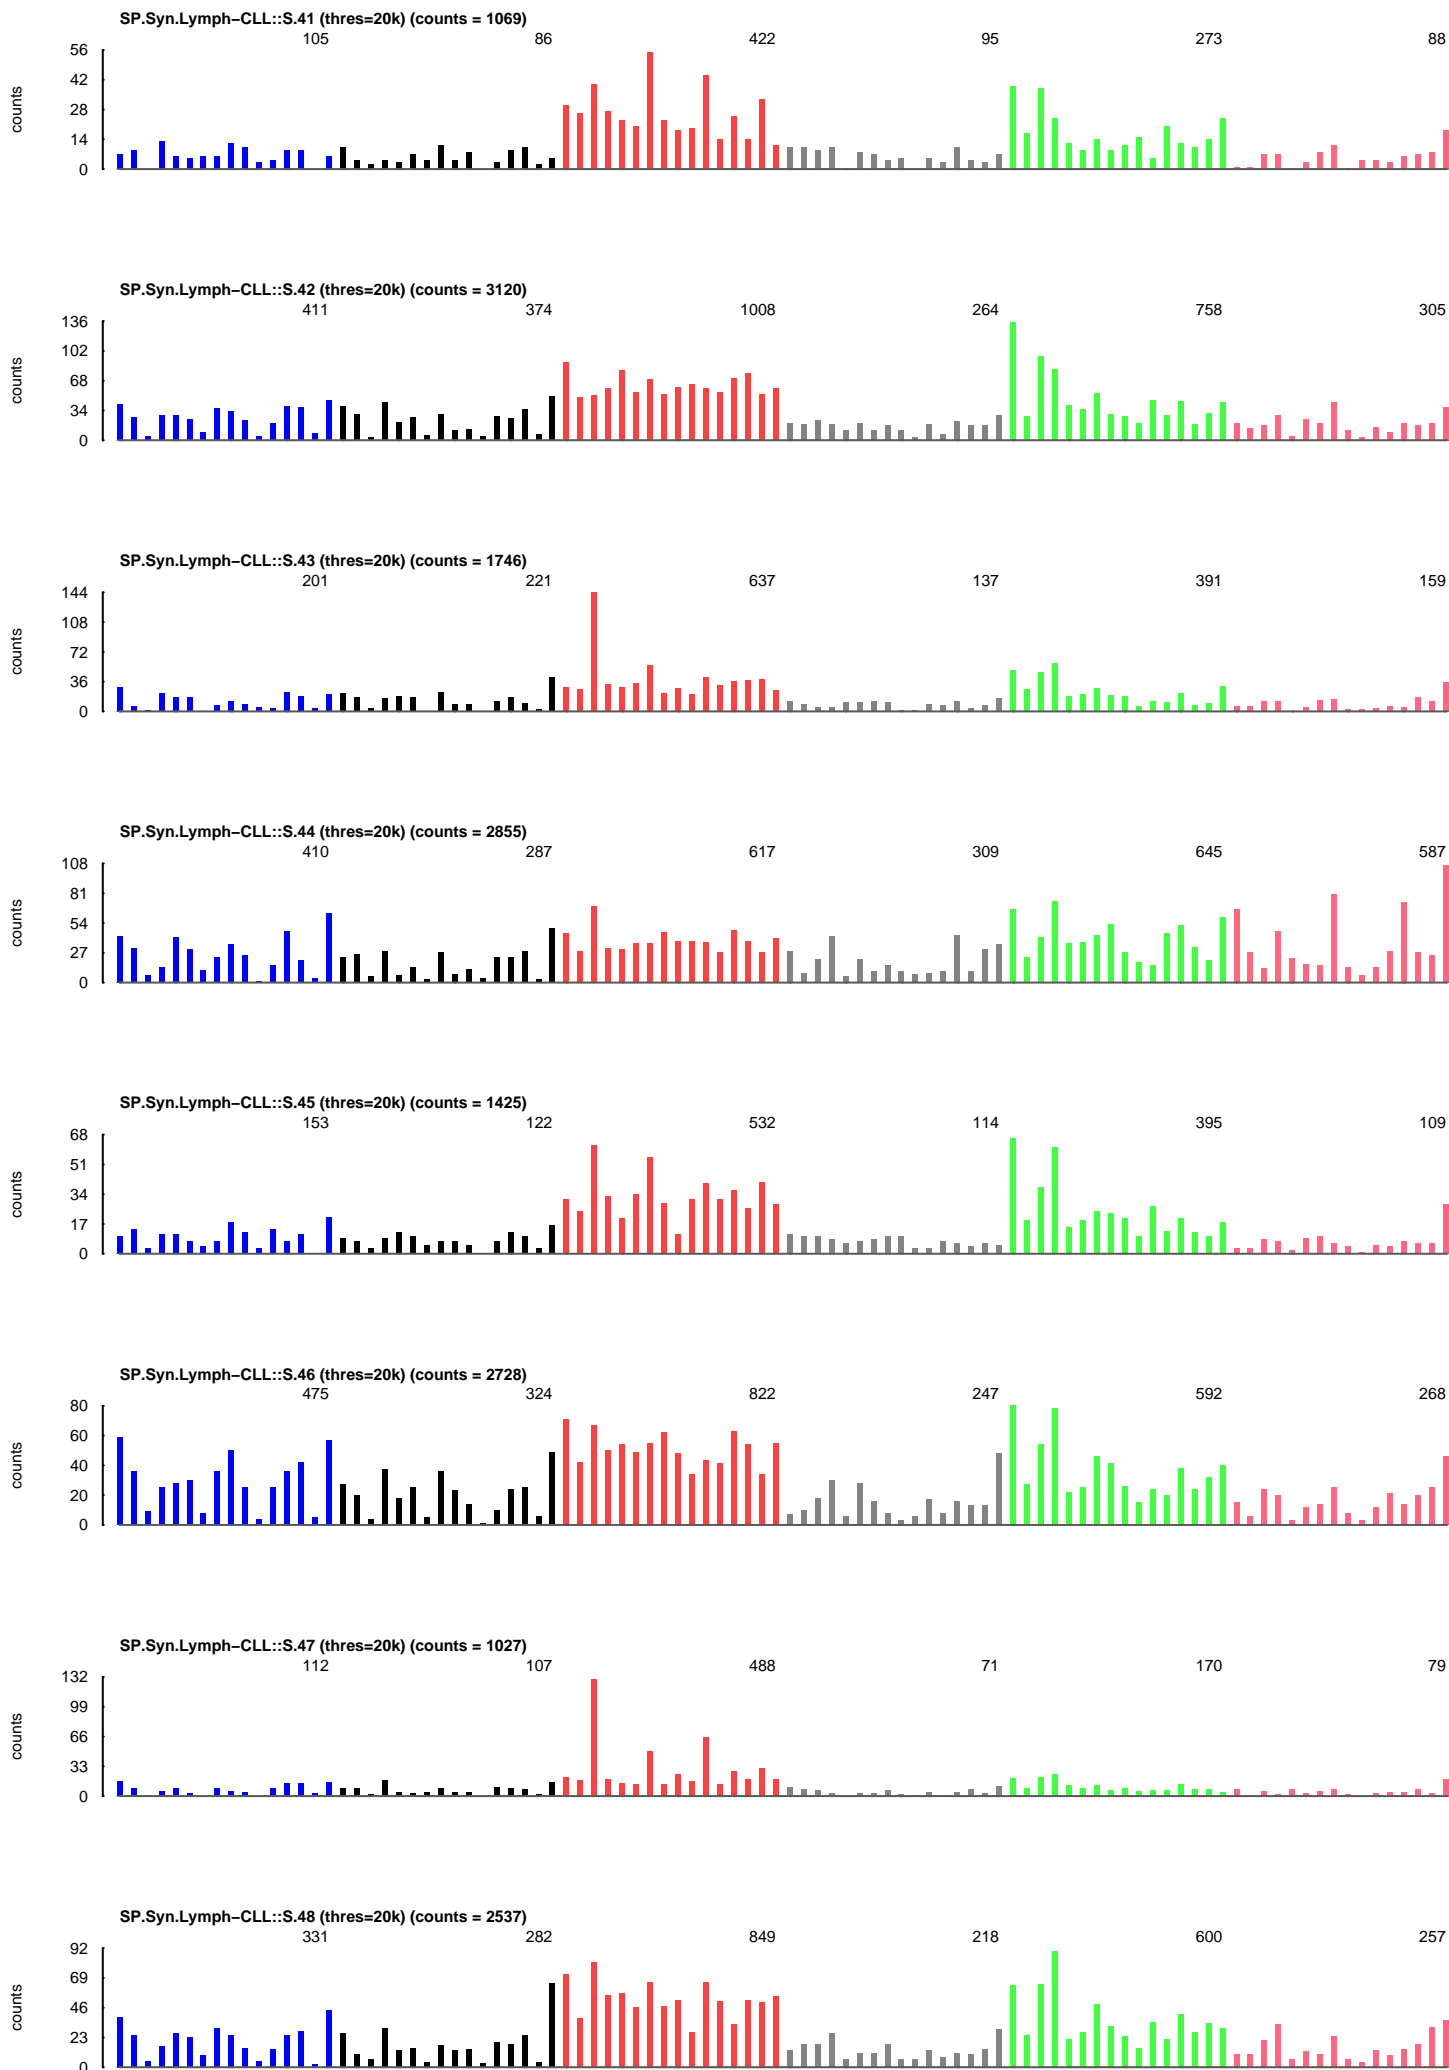 SP.Syn.Lymph−CLL::S.41 (thres=20k) (counts = 1069)
105 86 422 95 273 88
56
42
28
14
0
counts
SP.Syn.Lymph−CLL::S.42 (thres=20k) (counts = 3120)
411 374 1008 264 758 305
136
102
68
34
0
counts
SP.Syn.Lymph−CLL::S.43 (thres=20k) (counts = 1746)
201 221 637 137 391 159
144
108
72
36
0
counts
SP.Syn.Lymph−CLL::S.44 (thres=20k) (counts = 2855)
410 287 617 309 645 587
108
81
54
27
0
counts
SP.Syn.Lymph−CLL::S.45 (thres=20k) (counts = 1425)
153 122 532 114 395 109
68
51
34
17
0
counts
SP.Syn.Lymph−CLL::S.46 (thres=20k) (counts = 2728)
475 324 822 247 592 268
80
60
40
20
0
counts
SP.Syn.Lymph−CLL::S.47 (thres=20k) (counts = 1027)
112 107 488 71 170 79
132
99
66
33
0
counts
SP.Syn.Lymph−CLL::S.48 (thres=20k) (counts = 2537)
331 282 849 218 600 257
92
69
46
23
0
counts